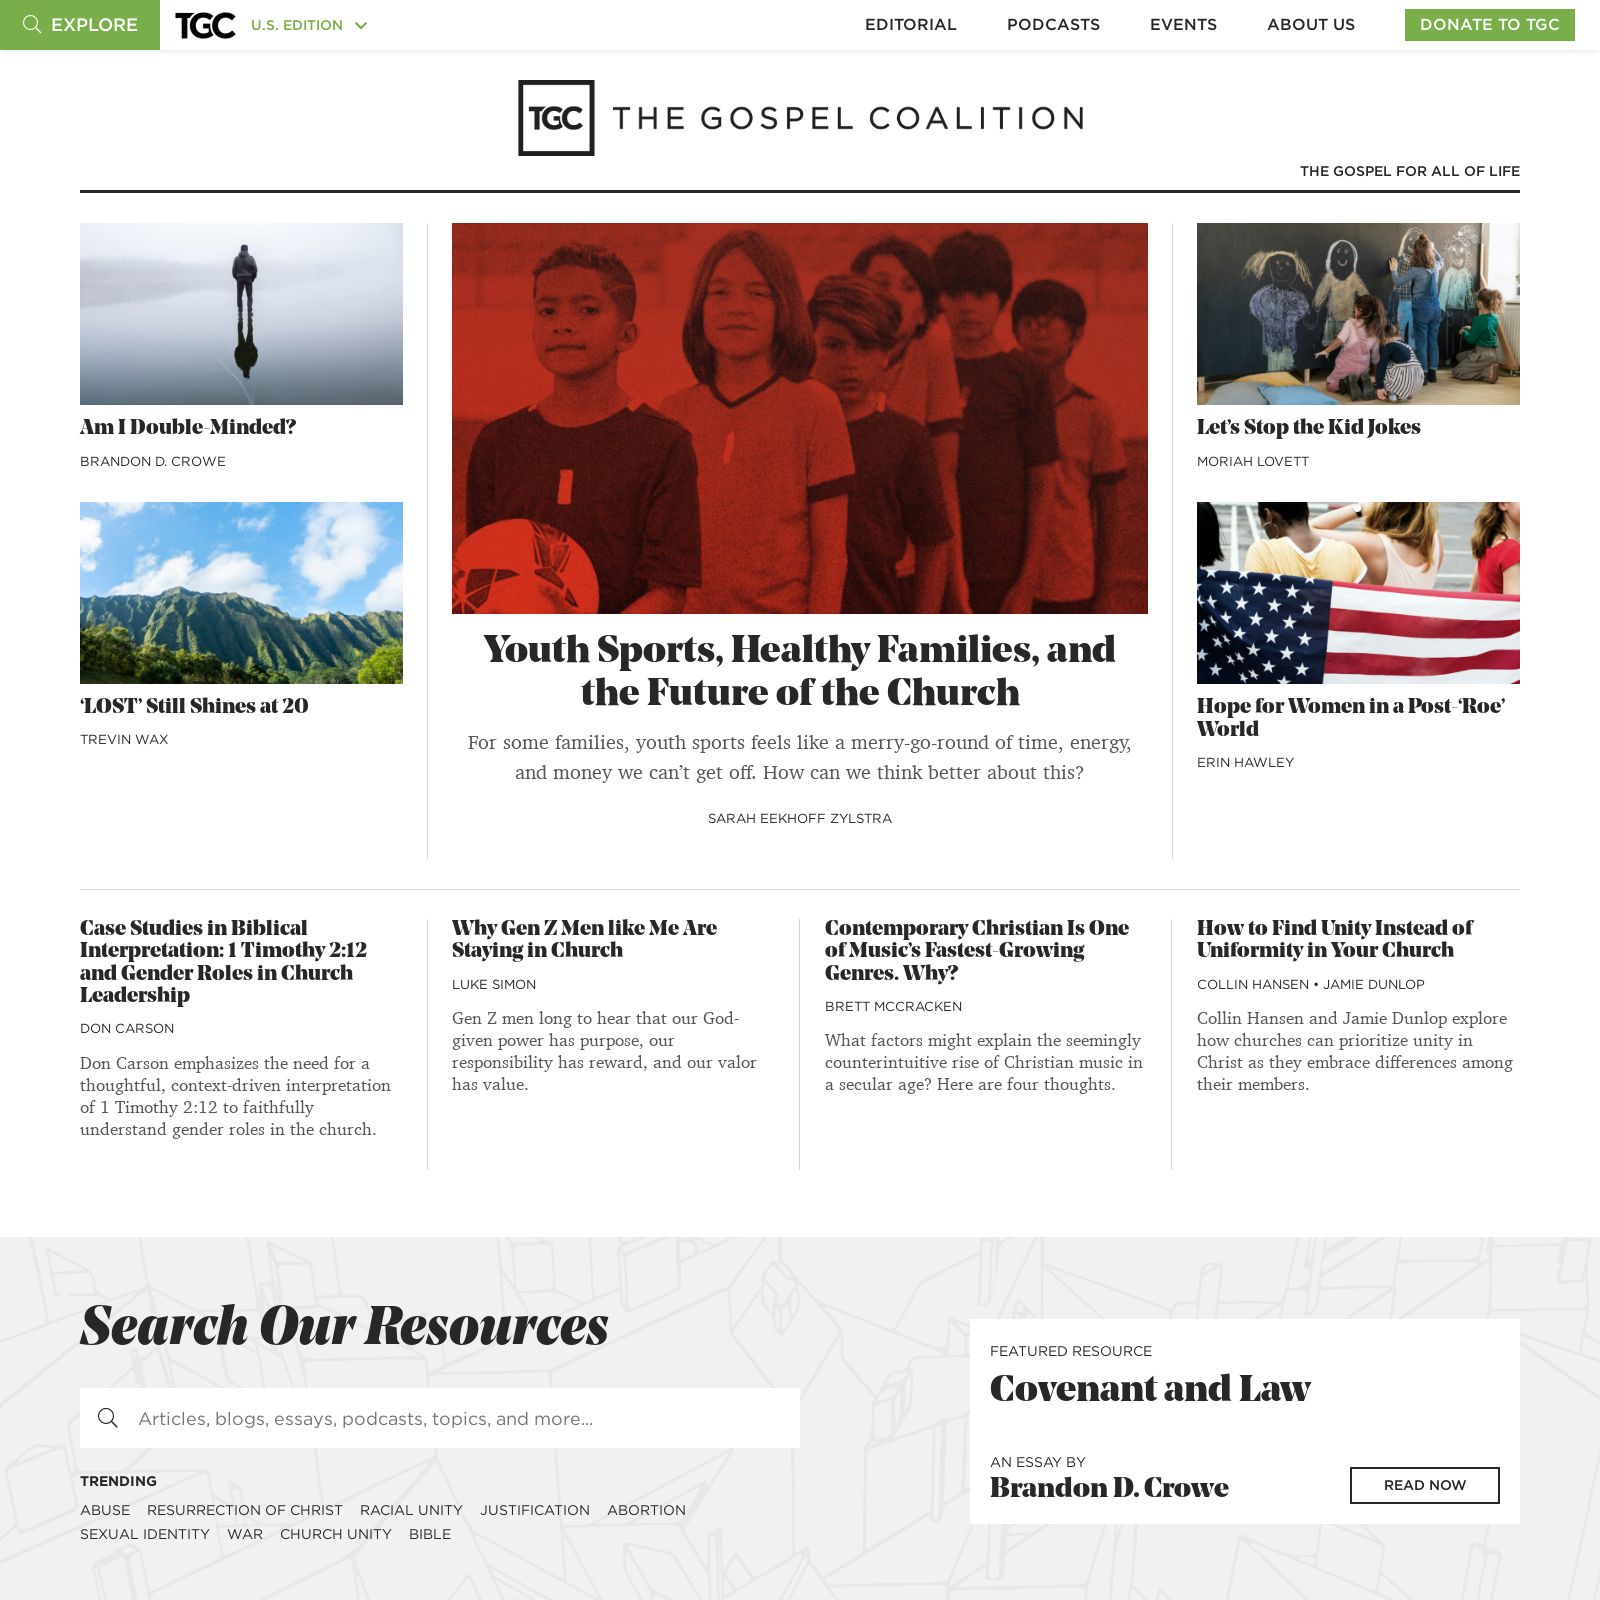 EXPLORE
TGC
U.S. EDITION
EDITORIAL
PODCASTS
EVENTS
ABOUT US
DONATE TO TGC
TGC THE GOSPEL COALITION
THE GOSPEL FOR ALL OF LIFE
Am I Double-Minded?
BRANDON D. CROWE
‘LOST’ Still Shines at 20
TREVIN WAX
Youth Sports, Healthy Families, and
the Future of the Church
For some families, youth sports feels like a merry-go-round of time, energy,
and money we can’t get off. How can we think better about this?
SARAH EEKHOFF ZYLSTRA
Let’s Stop the Kid Jokes
MORIAH LOVETT
Hope for Women in a Post-‘Roe’
World
ERIN HAWLEY
Case Studies in Biblical
Interpretation: 1 Timothy 2:12
and Gender Roles in Church
Leadership
DON CARSON
Don Carson emphasizes the need for a
thoughtful, context-driven interpretation
of 1 Timothy 2:12 to faithfully
understand gender roles in the church.
Why Gen Z Men like Me Are
Staying in Church
LUKE SIMON
Gen Z men long to hear that our God-
given power has purpose, our
responsibility has reward, and our valor
has value.
Contemporary Christian Is One
of Music’s Fastest-Growing
Genres. Why?
BRETT MCCRACKEN
What factors might explain the seemingly
counterintuitive rise of Christian music in
a secular age? Here are four thoughts.
How to Find Unity Instead of
Uniformity in Your Church
COLLIN HANSEN • JAMIE DUNLOP
Collin Hansen and Jamie Dunlop explore
how churches can prioritize unity in
Christ as they embrace differences among
their members.
Search Our Resources
Articles, blogs, essays, podcasts, topics, and more...
TRENDING
ABUSE RESURRECTION OF CHRIST RACIAL UNITY JUSTIFICATION ABORTION
SEXUAL IDENTITY WAR CHURCH UNITY BIBLE
FEATURED RESOURCE
Covenant and Law
AN ESSAY BY
Brandon D. Crowe
READ NOW